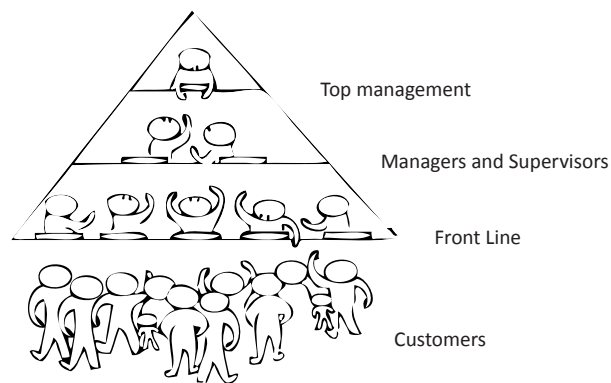 Top management
Managers and Supervisors
Front Line
Customers